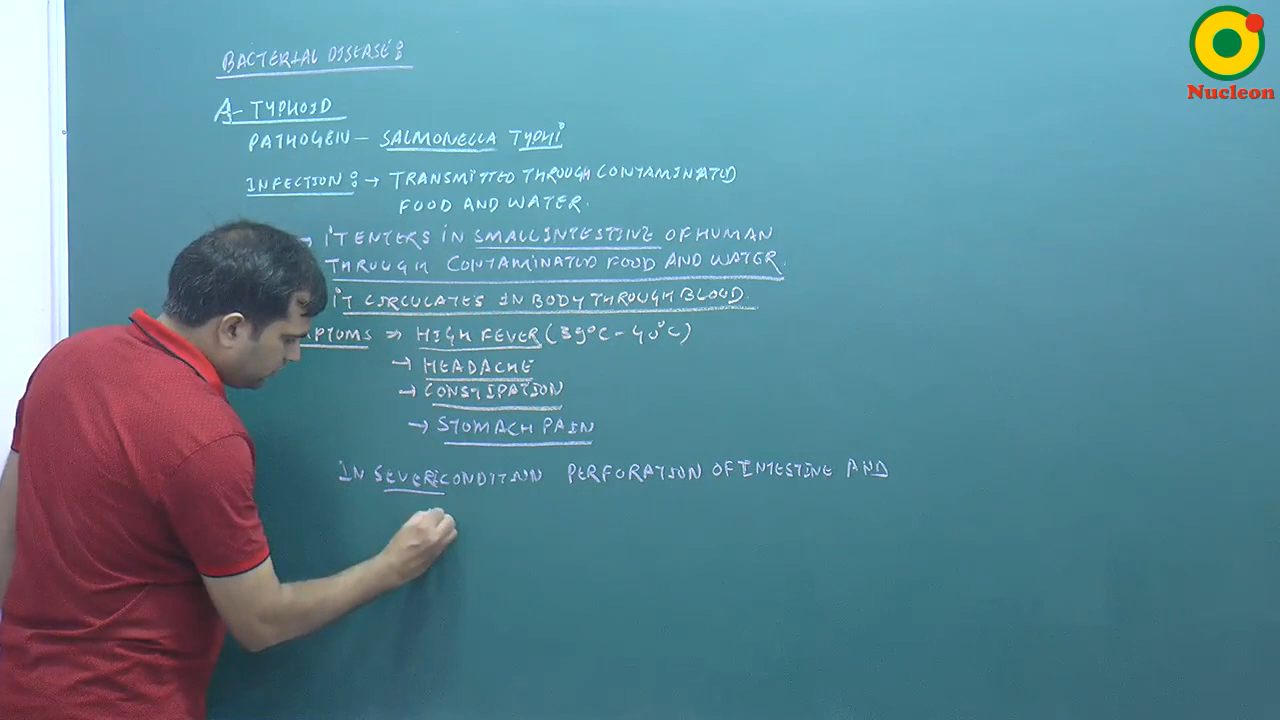 BACTERIAL DISEASE:
A- TYPHOID
PATHOGEN - SALMONELLA TYPHI
INFECTION: → TRANSMITTED THROUGH CONTAMINATED
FOOD AND WATER.
→ IT ENTERS IN SMALL INTESTINE OF HUMAN
THROUGH CONTAMINATED FOOD AND WATER.
IT CIRCULATES IN BODY THROUGH BLOOD.
PTOMS ⇒ HIGH FEVER (39°C - 40°C)
→ HEADACHE
→ CONSTIPATION
→ STOMACH PAIN
IN SEVERE CONDITION PERFORATION OF INTESTINE AND
Nucleon